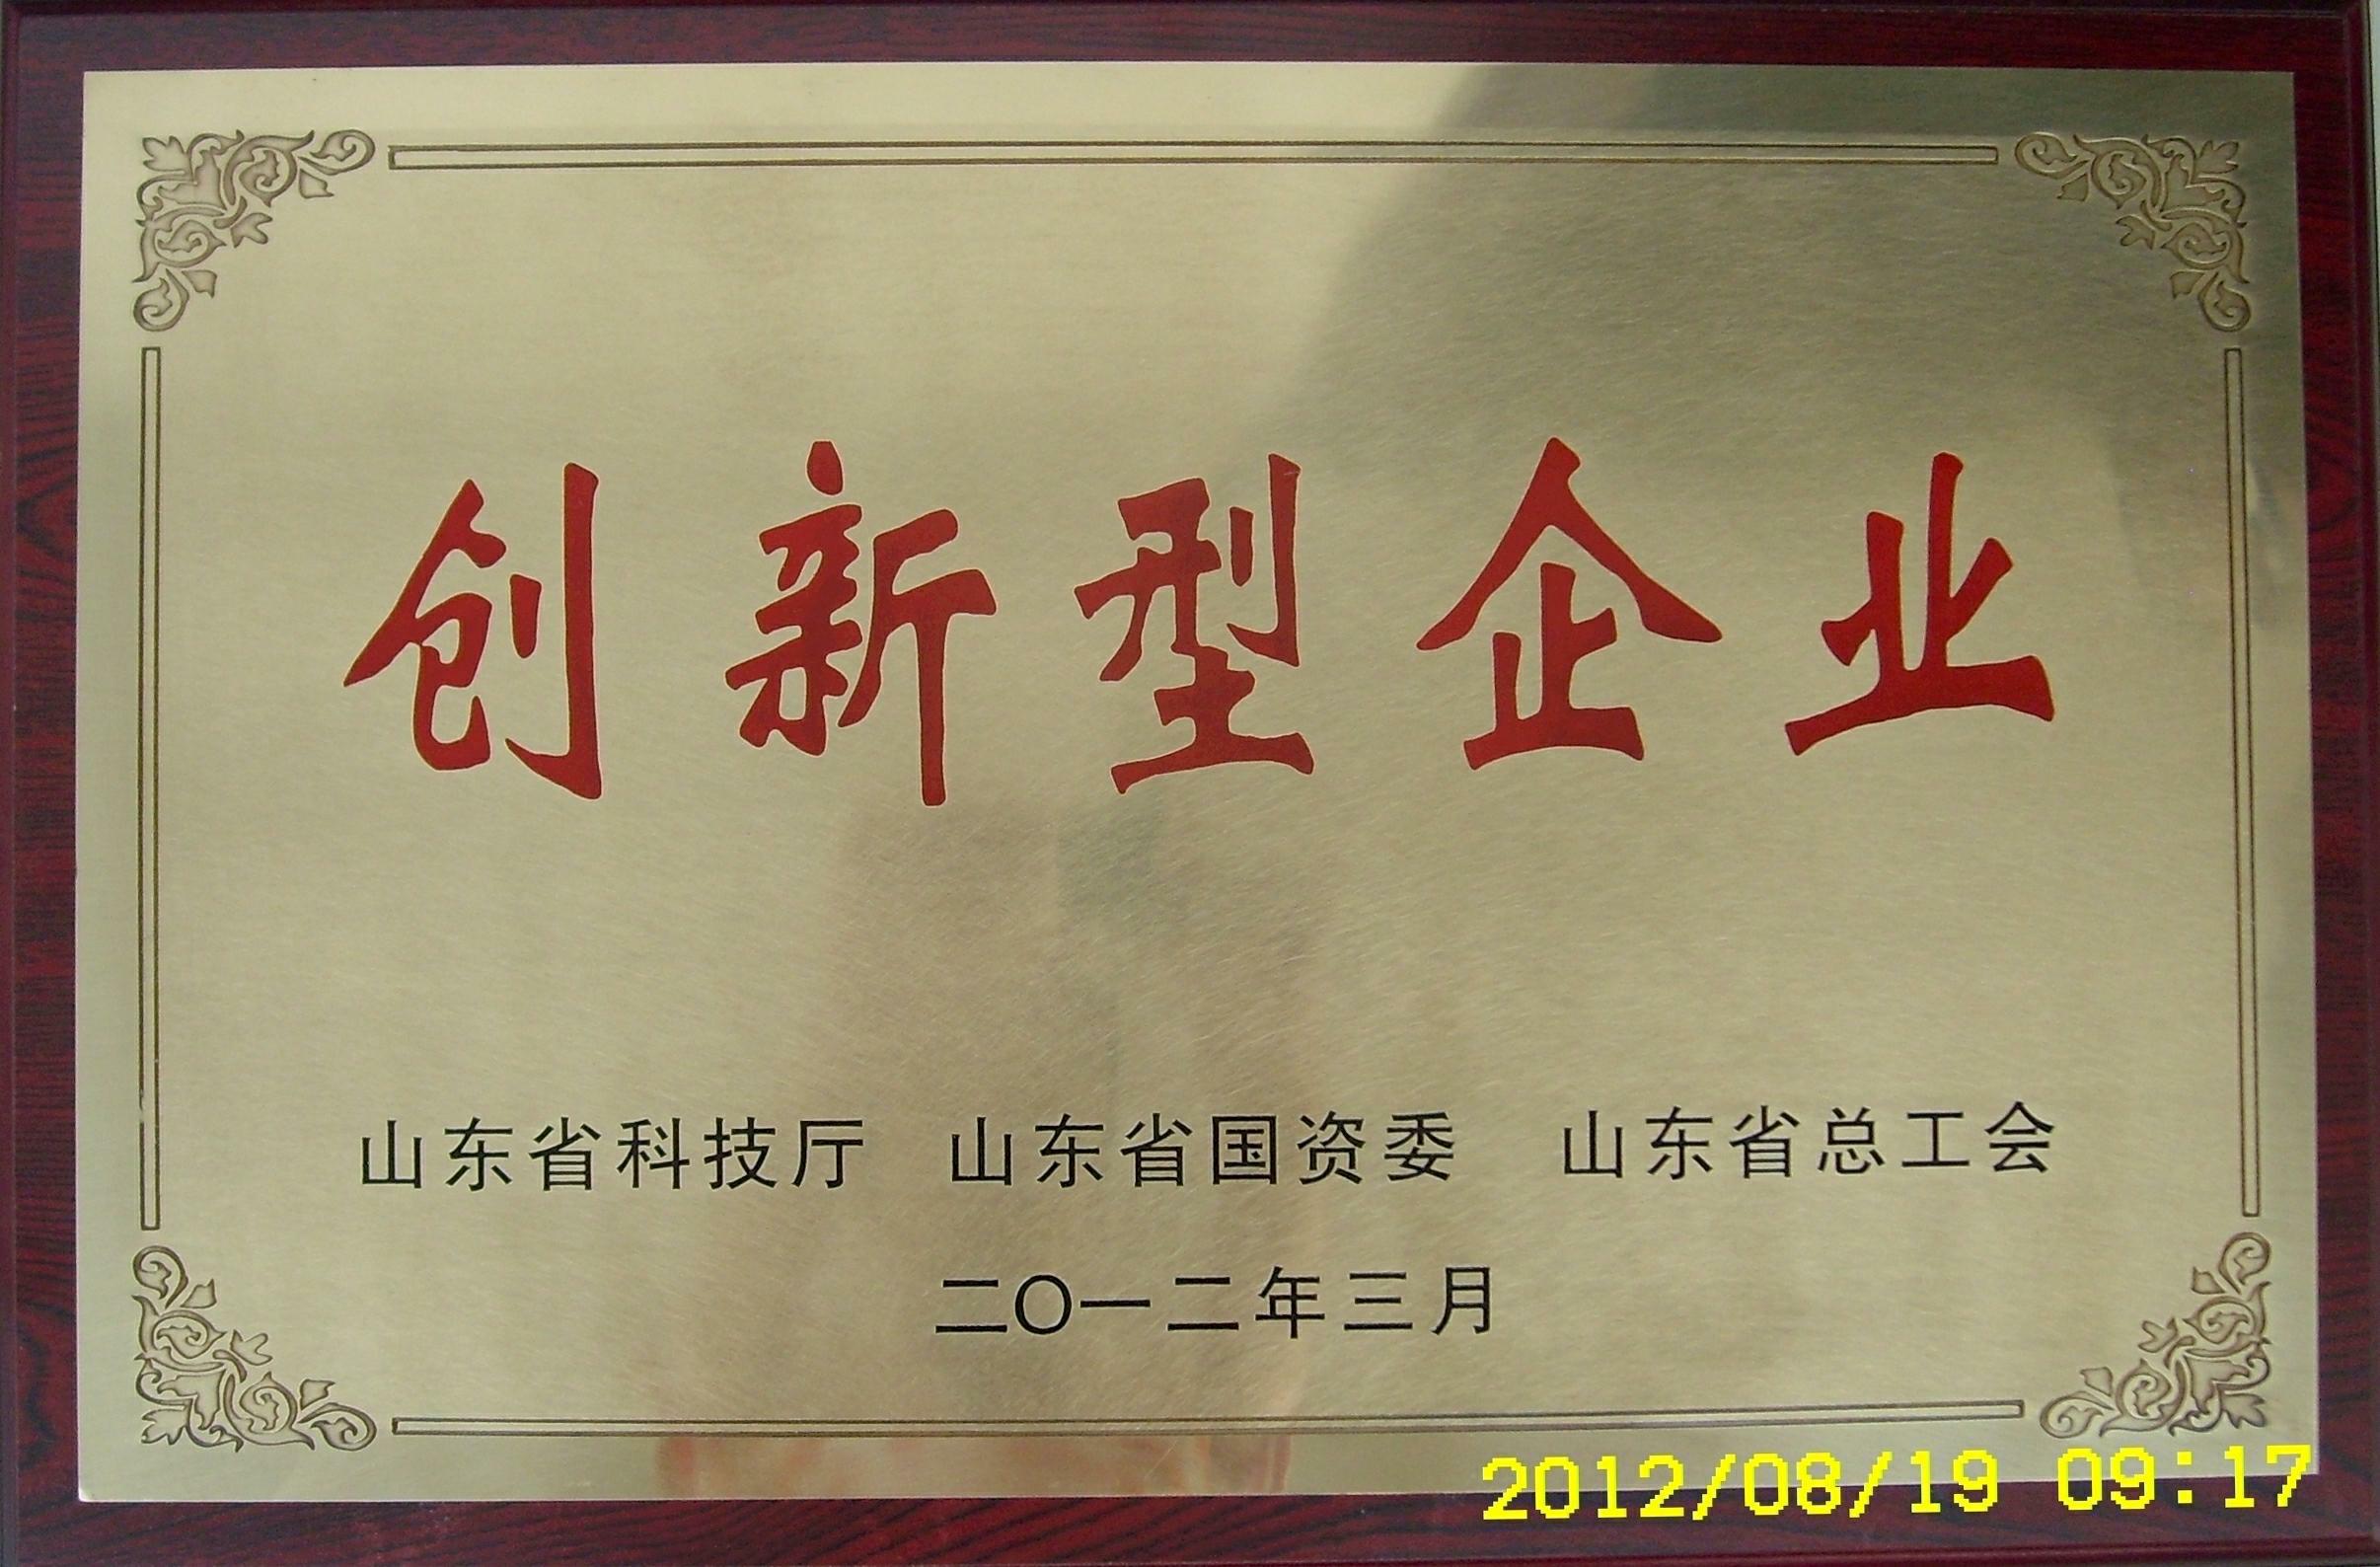 创新型企业
山东省科技厅 山东省国资委 山东省总工会
二〇一二年三月
2012/08/19 09:17